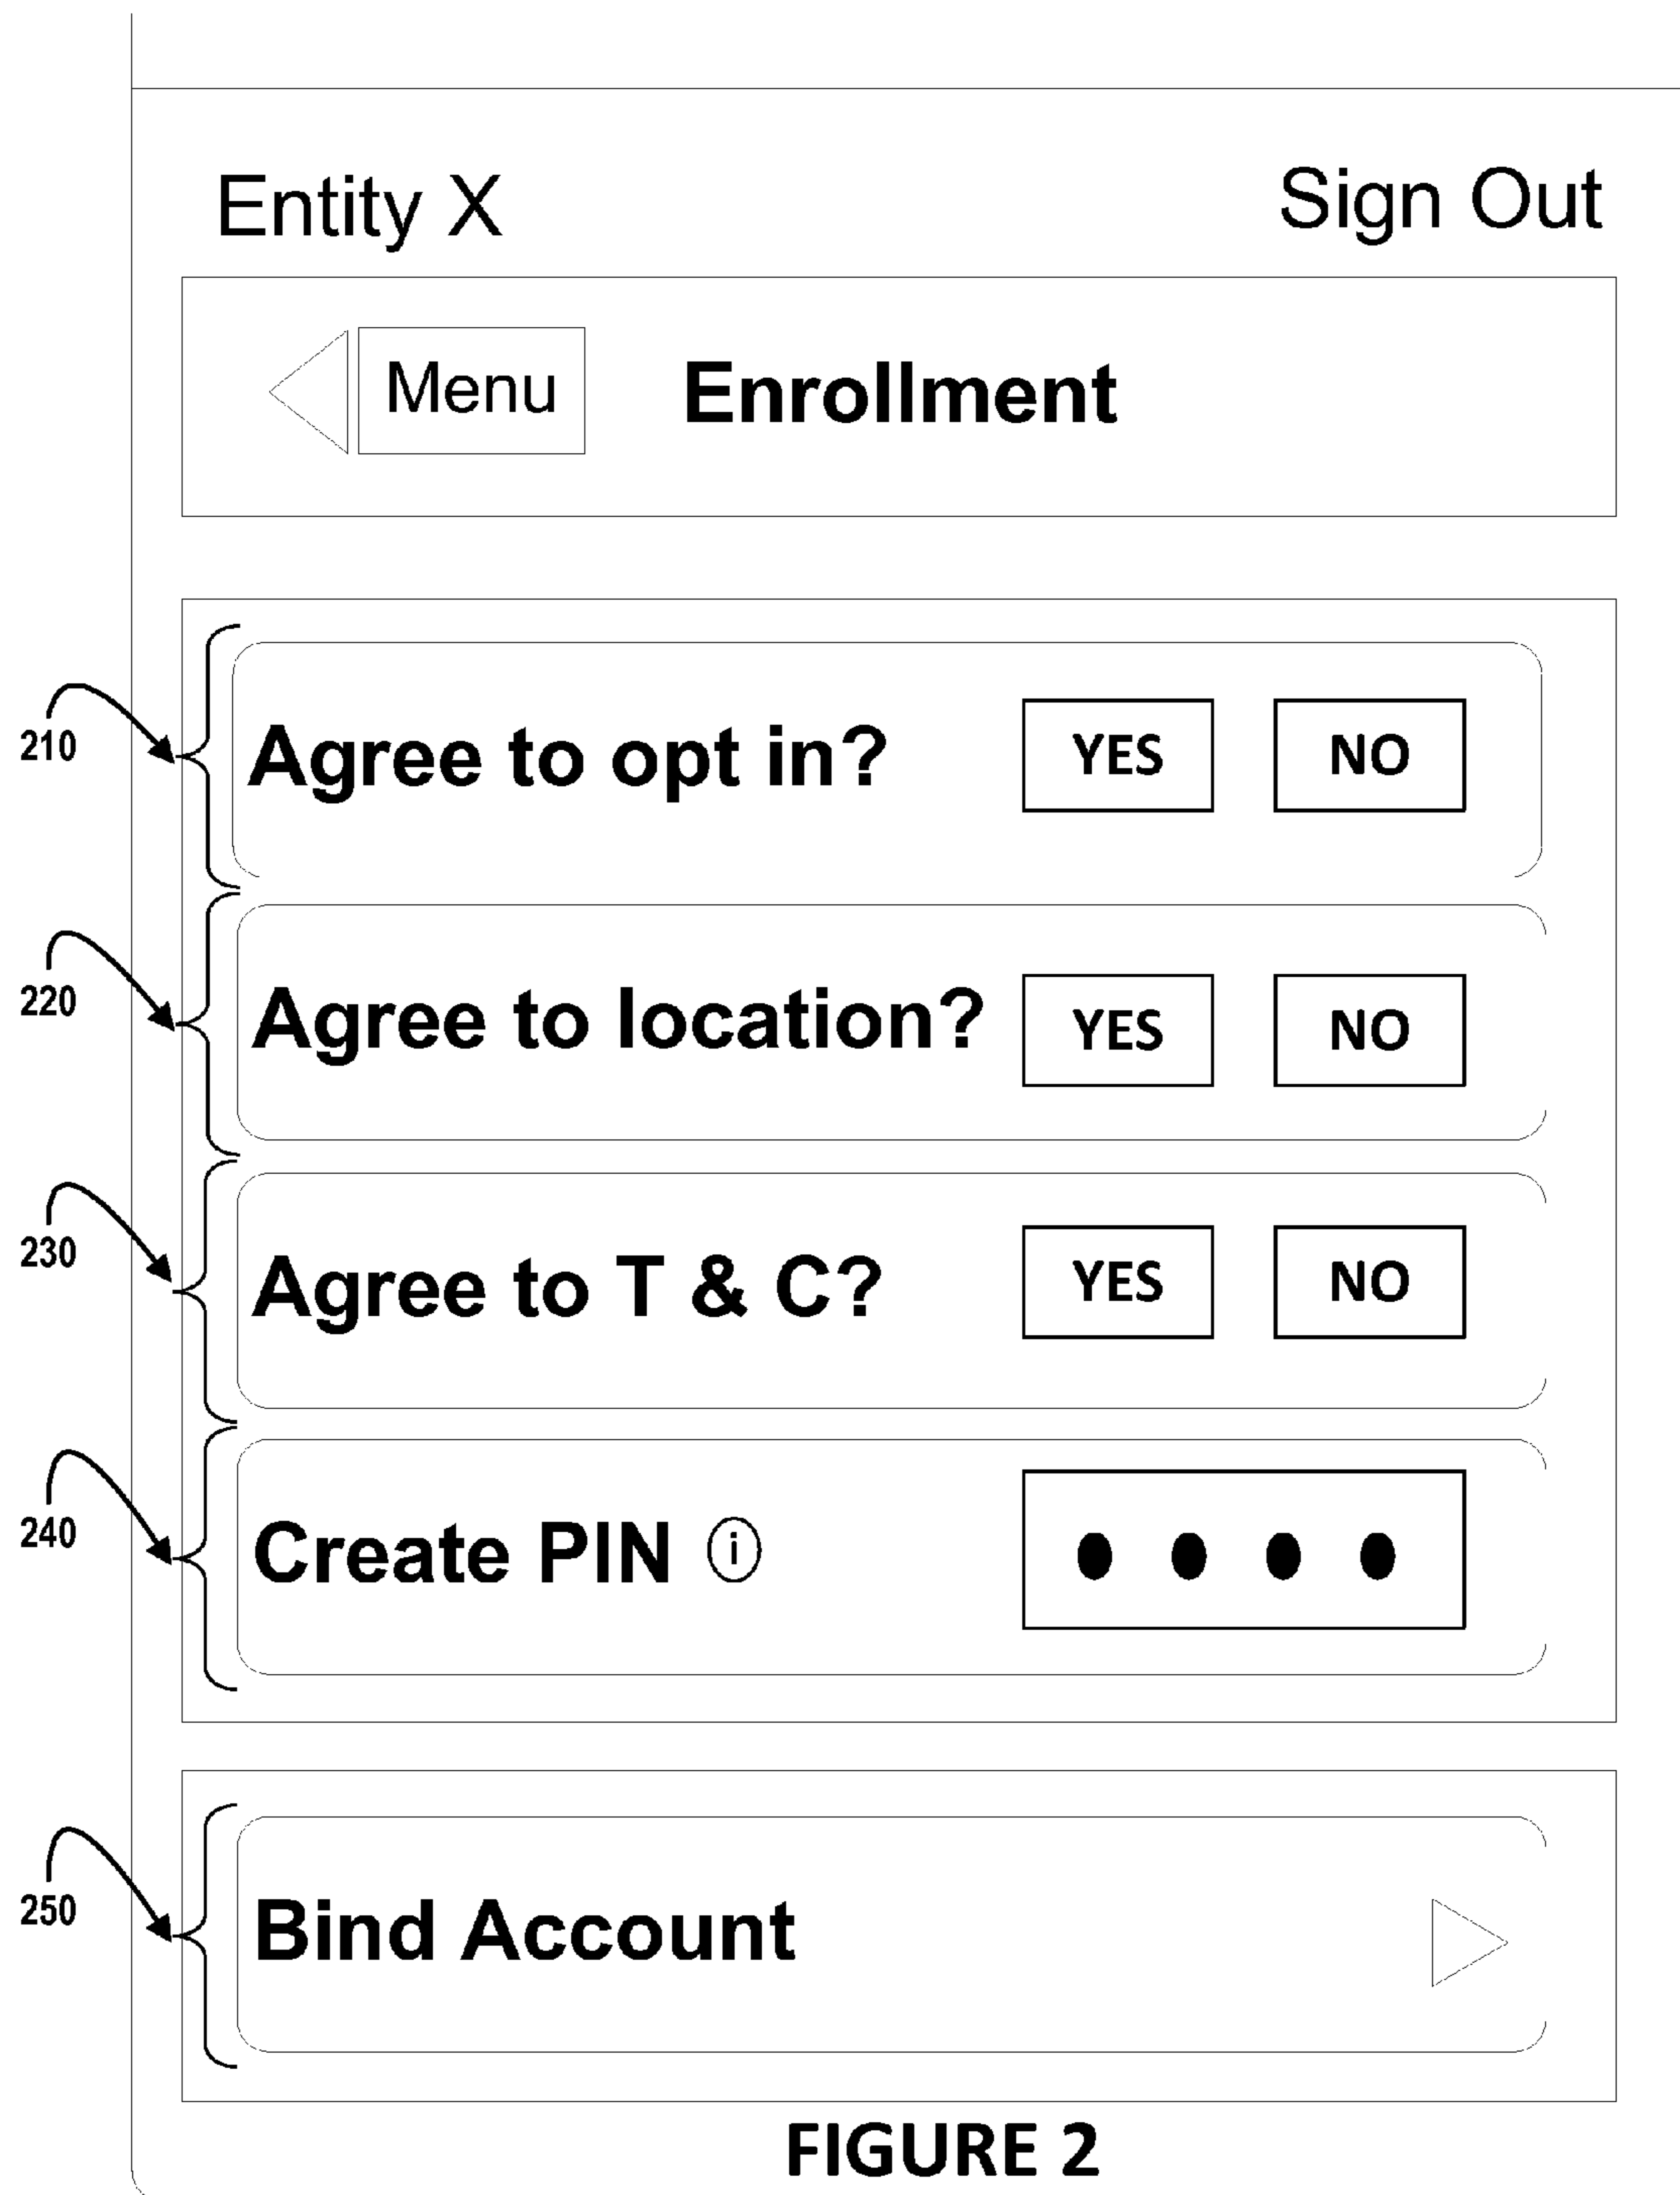 Entity X Sign Out
Menu Enrollment
210 Agree to opt in? YES NO
220 Agree to location? YES NO
230 Agree to T & C? YES NO
240 Create PIN i
250 Bind Account
FIGURE 2